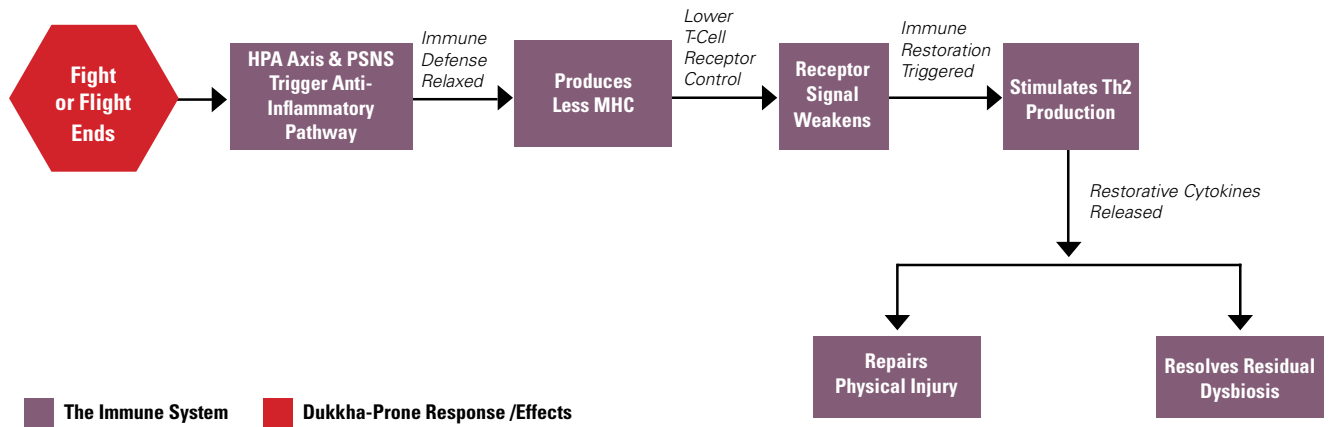 Fight
or Flight
Ends
HPA Axis & PSNS
Trigger Anti-
Inflammatory
Pathway
Immune
Defense
Relaxed
Produces
Less MHC
Lower
T-Cell
Receptor
Control
Receptor
Signal
Weakens
Immune
Restoration
Triggered
Stimulates Th2
Production
Restorative Cytokines
Released
Repairs
Physical Injury
Resolves Residual
Dysbiosis
The Immune System
Dukkha-Prone Response /Effects